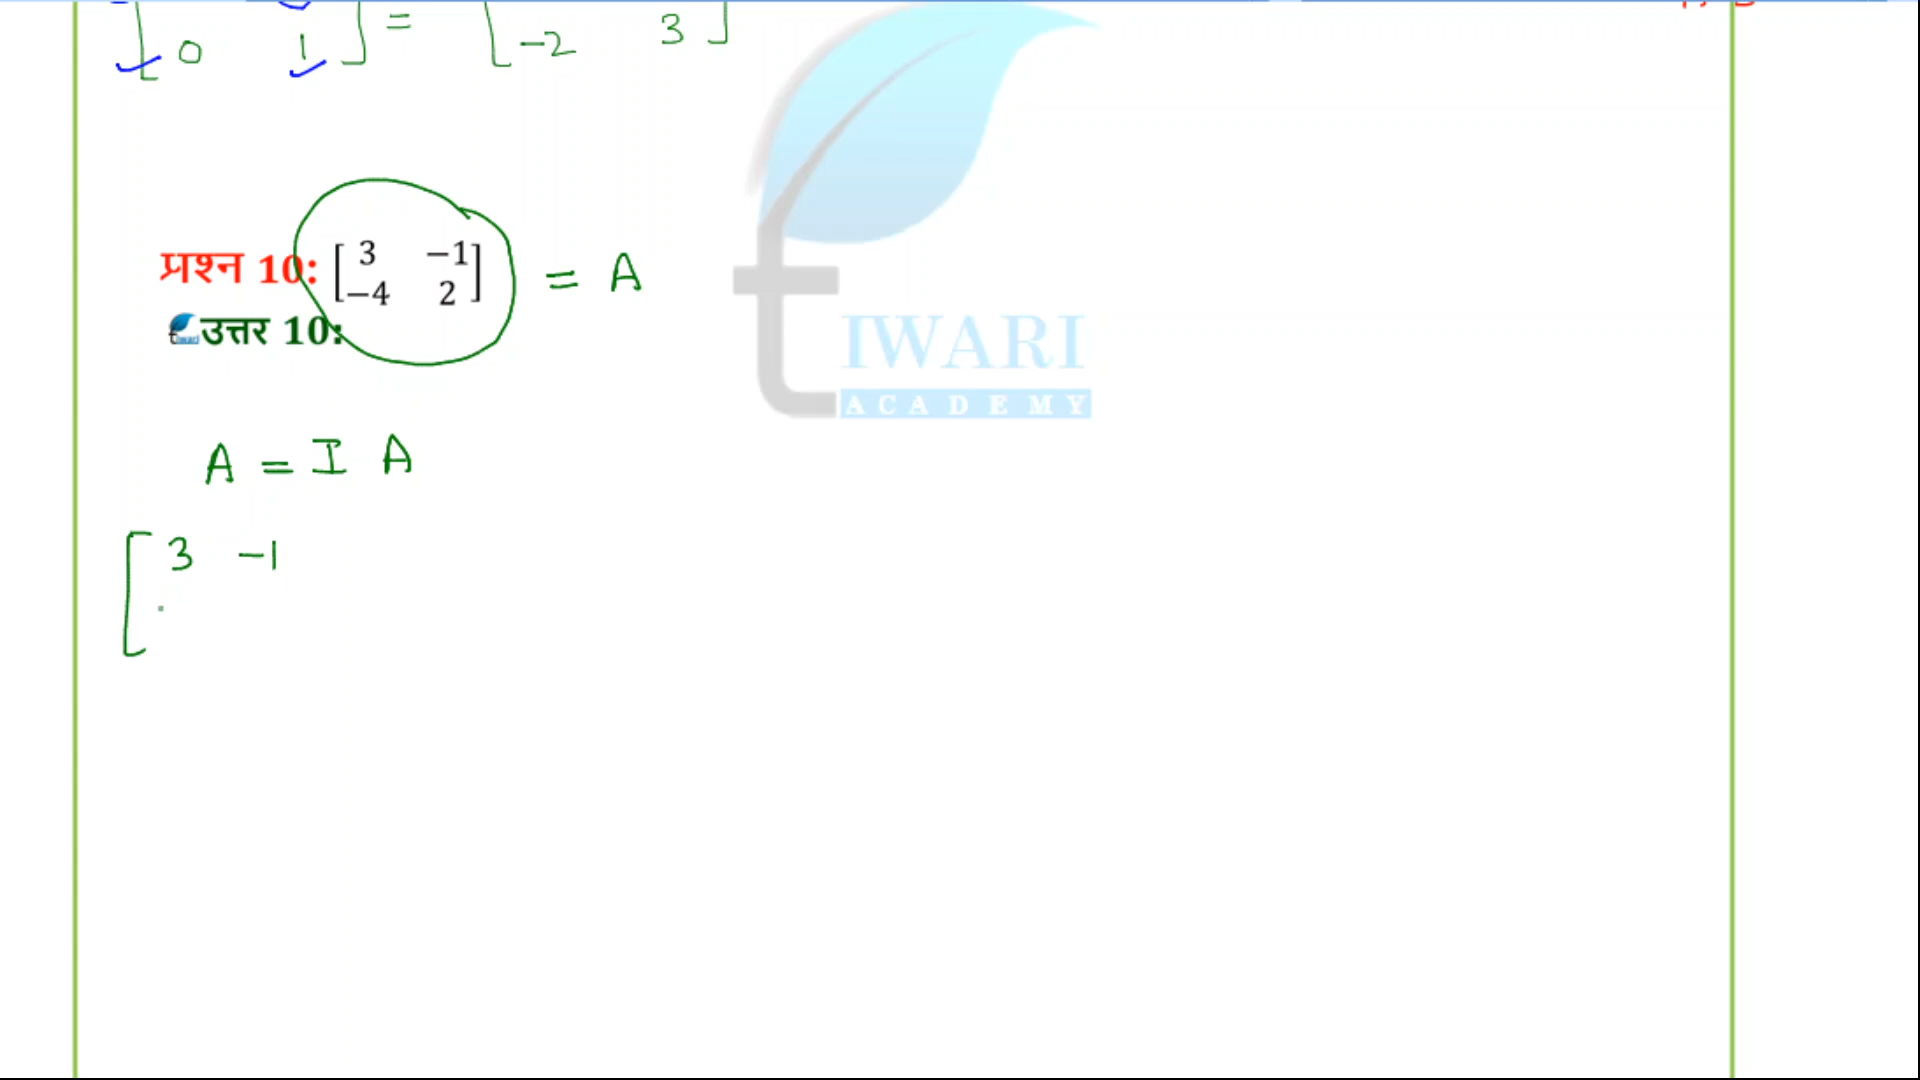 0 1 ] = [ -2 3 ]
प्रश्न 10: [ 3 −1
−4 2 ] = A
उत्तर 10:
IWARI
ACADEMY
A = I A
[ 3 -1